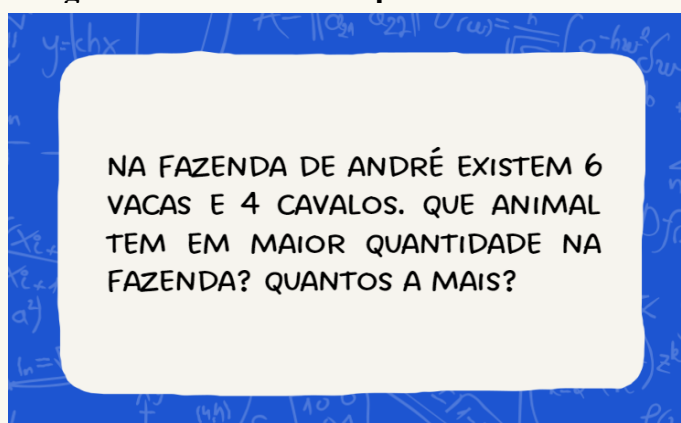 NA FAZENDA DE ANDRÉ EXISTEM 6
VACAS E 4 CAVALOS. QUE ANIMAL
TEM EM MAIOR QUANTIDADE NA
FAZENDA? QUANTOS A MAIS?